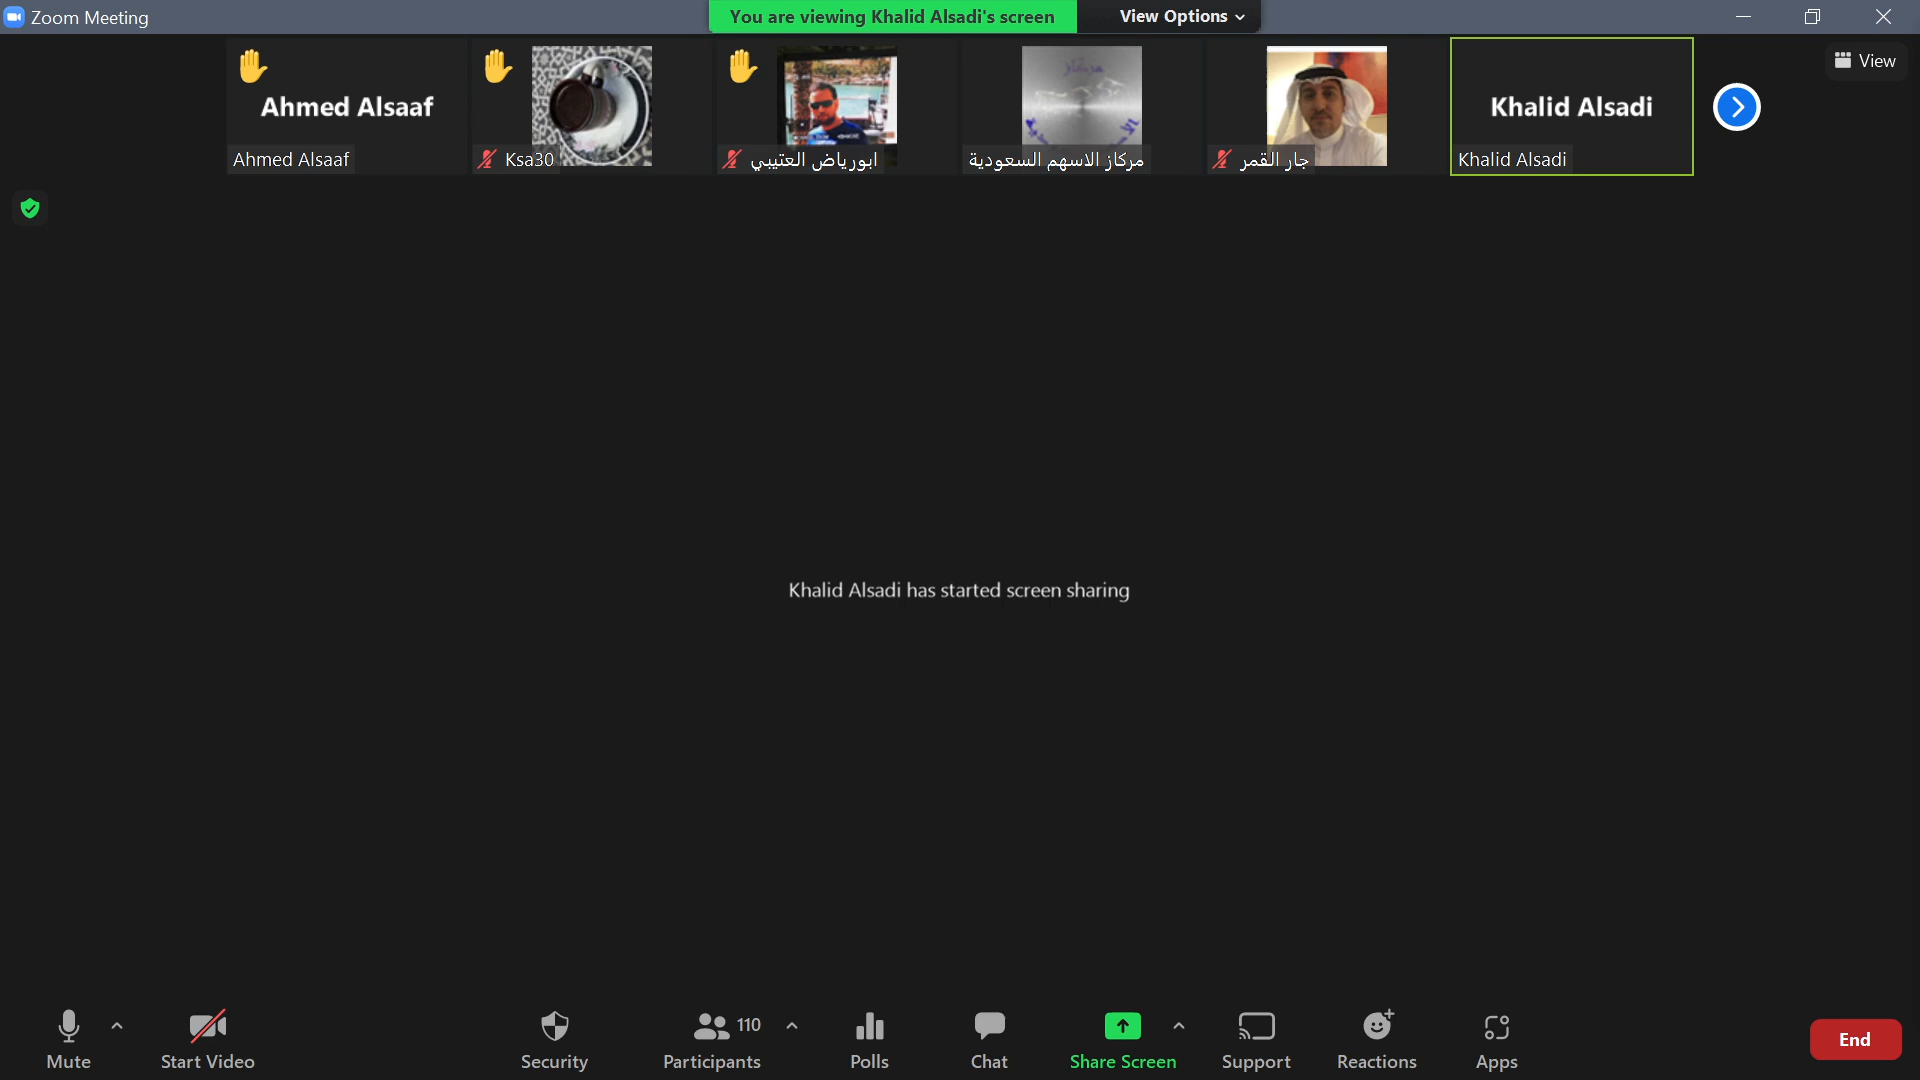 Zoom Meeting
You are viewing Khalid Alsadi's screen
View Options
View
Ahmed Alsaaf
Ahmed Alsaaf
Ksa30
ابورياض العتيبي
مركاز الاسهم السعودية
جار القمر
Khalid Alsadi
Khalid Alsadi
Khalid Alsadi has started screen sharing
Mute
Start Video
Security
110
Participants
Polls
Chat
Share Screen
Support
Reactions
Apps
End